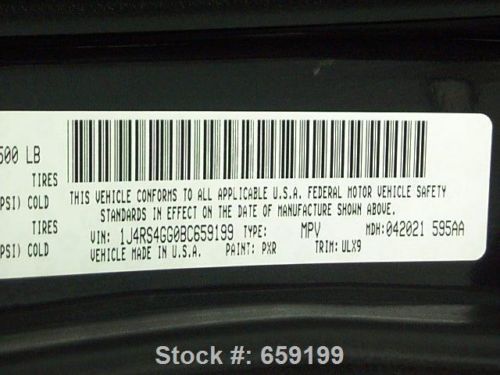 500 LB
TIRES
PSI) COLD
TIRES
PSI) COLD
THIS VEHICLE CONFORMS TO ALL APPLICABLE U.S.A. FEDERAL MOTOR VEHICLE SAFETY
STANDARDS IN EFFECT ON THE DATE OF MANUFACTURE SHOWN ABOVE.
VIN: 1J4RS4GG0BC659199 TYPE: MPV MDH:042021 595AA
VEHICLE MADE IN U.S.A. PAINT: PXR TRIM: ULX9
Stock #: 659199